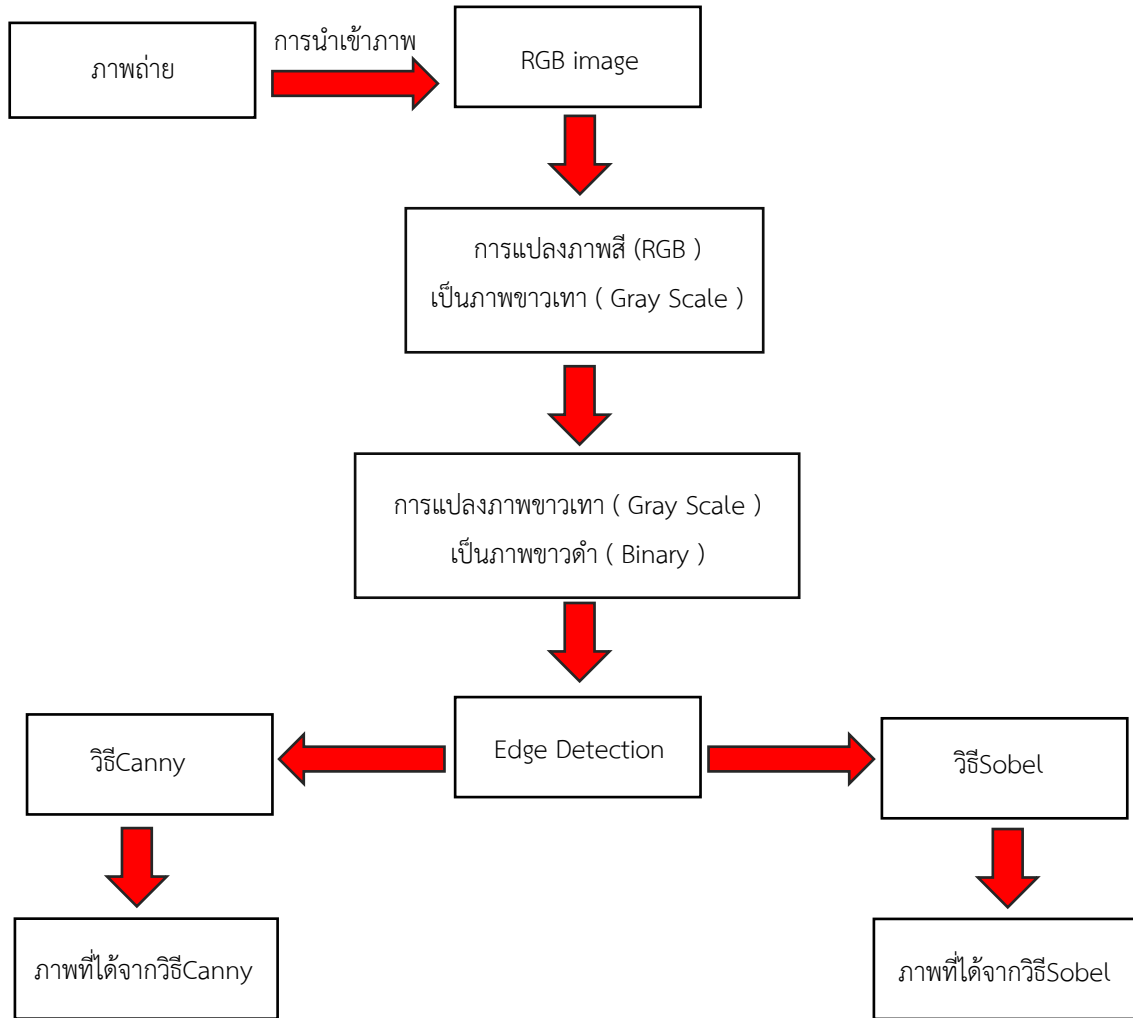 ภาพถ่าย
การนำเข้าภาพ
RGB image
การแปลงภาพสี (RGB )
เป็นภาพขาวเทา ( Gray Scale )
การแปลงภาพขาวเทา ( Gray Scale )
เป็นภาพขาวดำ ( Binary )
วิธีCanny
Edge Detection
วิธีSobel
ภาพที่ได้จากวิธีCanny
ภาพที่ได้จากวิธีSobel